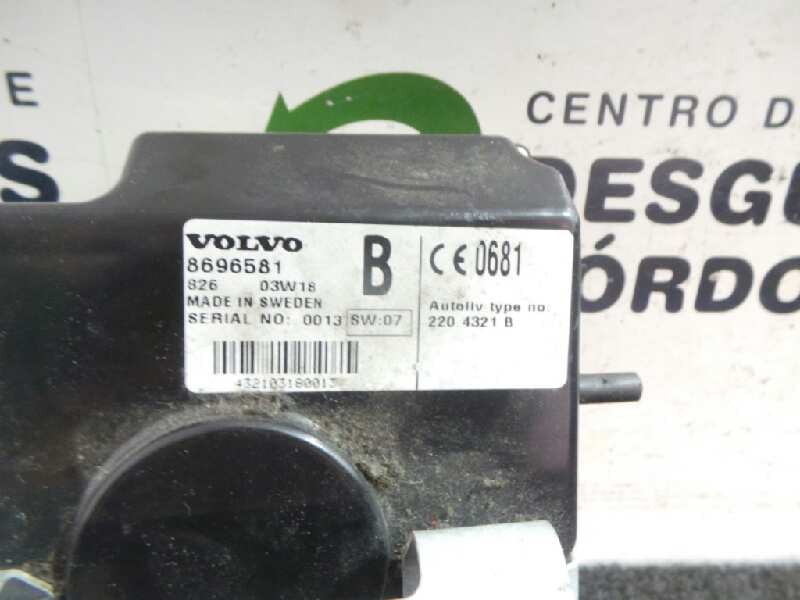 E
S
CENTRO D
DESGU
ÓRDO
VOLVO
8696581
826 03W18
MADE IN SWEDEN
SERIAL NO: 0013 SW:07
432103180013
B
CE 0681
Autoliv type no:
220 4321 B